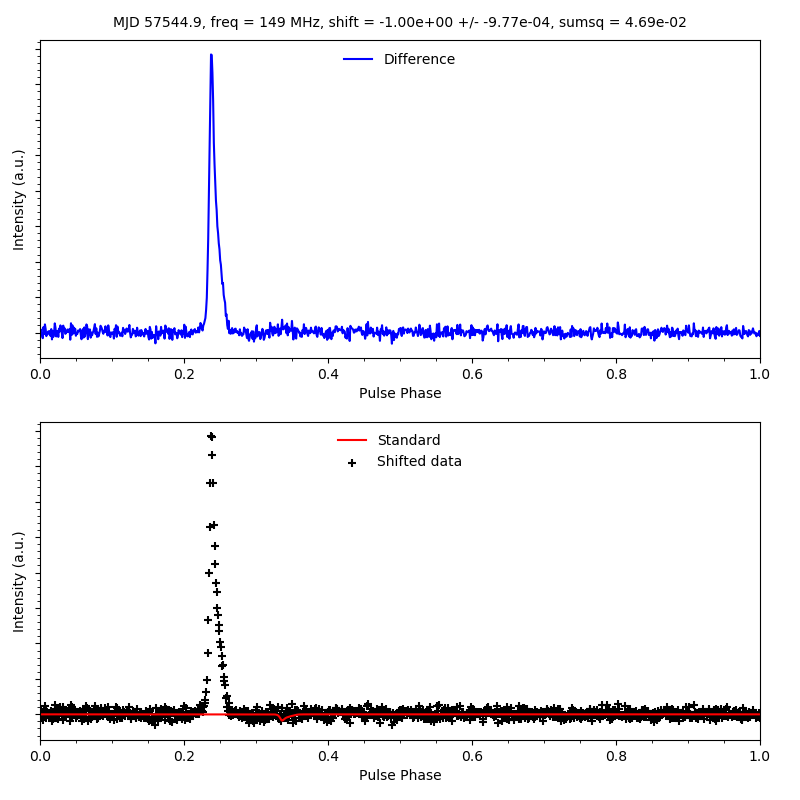 MJD 57544.9, freq = 149 MHz, shift = -1.00e+00 +/- -9.77e-04, sumsq = 4.69e-02
Difference
Intensity (a.u.)
0.0 0.2 0.4 0.6 0.8 1.0
Pulse Phase
Standard
Shifted data
Intensity (a.u.)
0.0 0.2 0.4 0.6 0.8 1.0
Pulse Phase